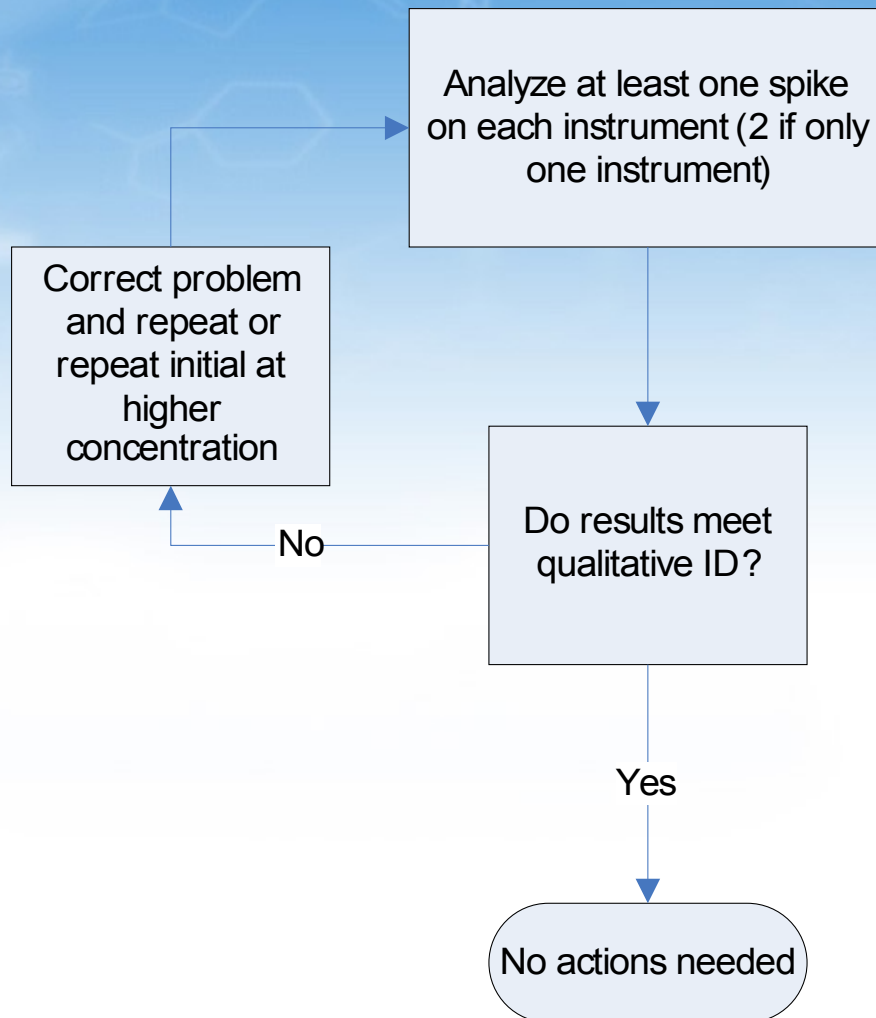 Analyze at least one spike
on each instrument (2 if only
one instrument)
Correct problem
and repeat or
repeat initial at
higher
concentration
Do results meet
qualitative ID?
No
Yes
No actions needed